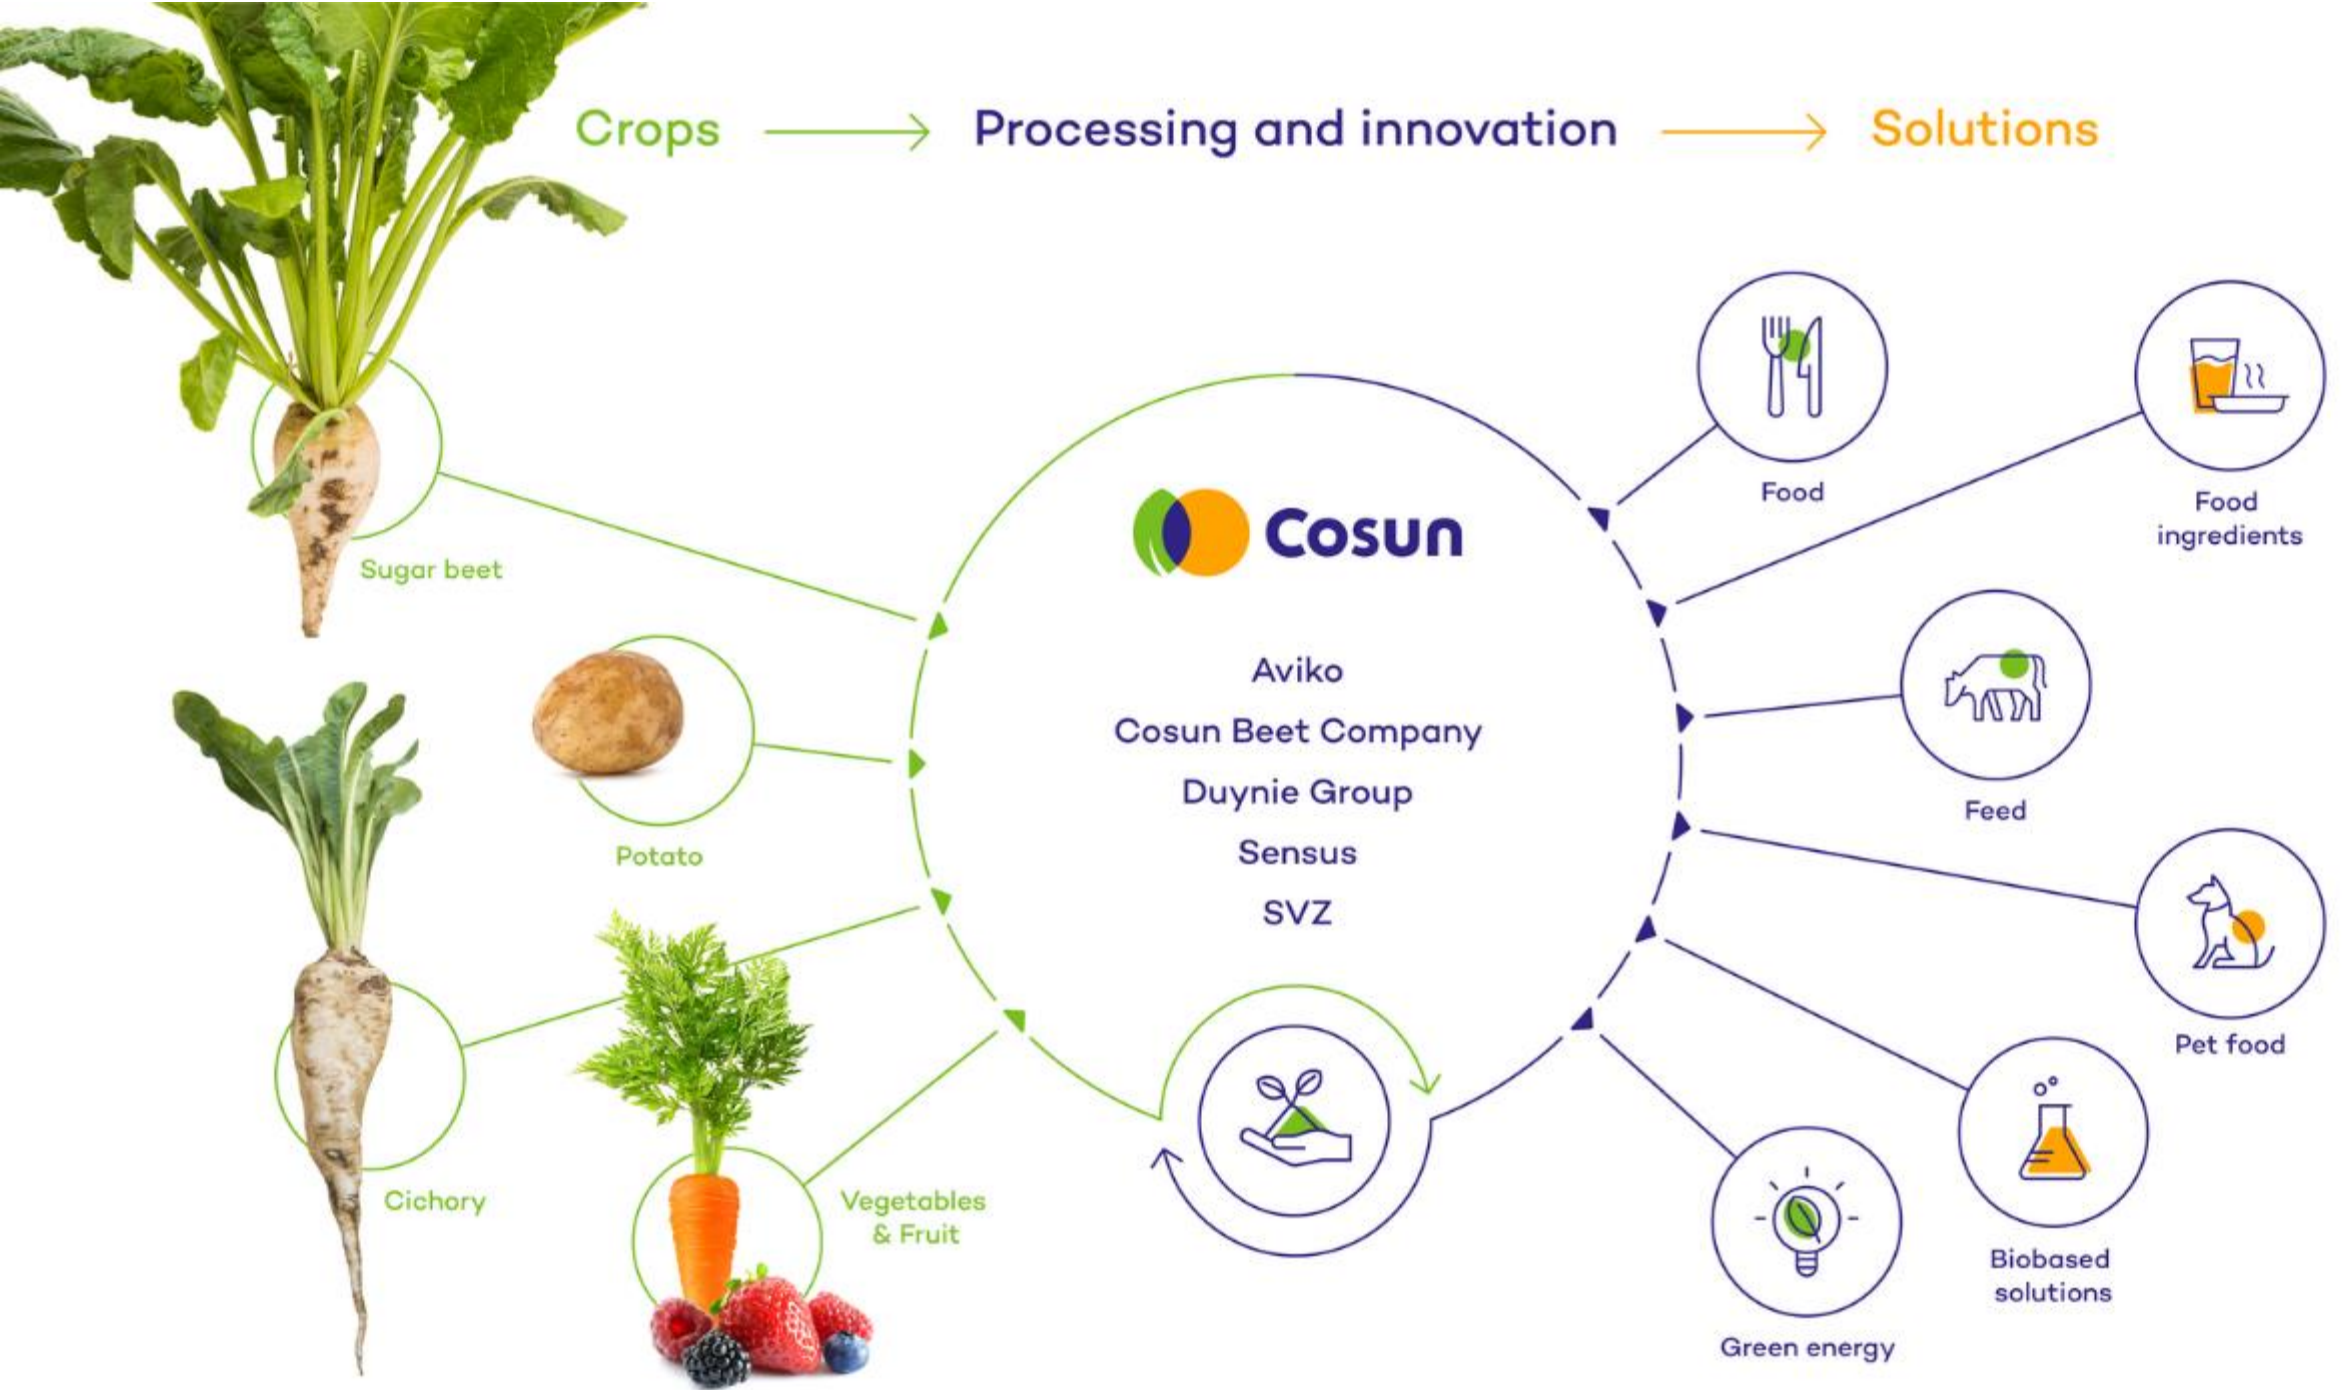 Crops
Processing and innovation
Solutions
Sugar beet
Potato
Cichory
Vegetables
& Fruit
Cosun
Aviko
Cosun Beet Company
Duynie Group
Sensus
SVZ
Food
Food
ingredients
Feed
Pet food
Biobased
solutions
Green energy